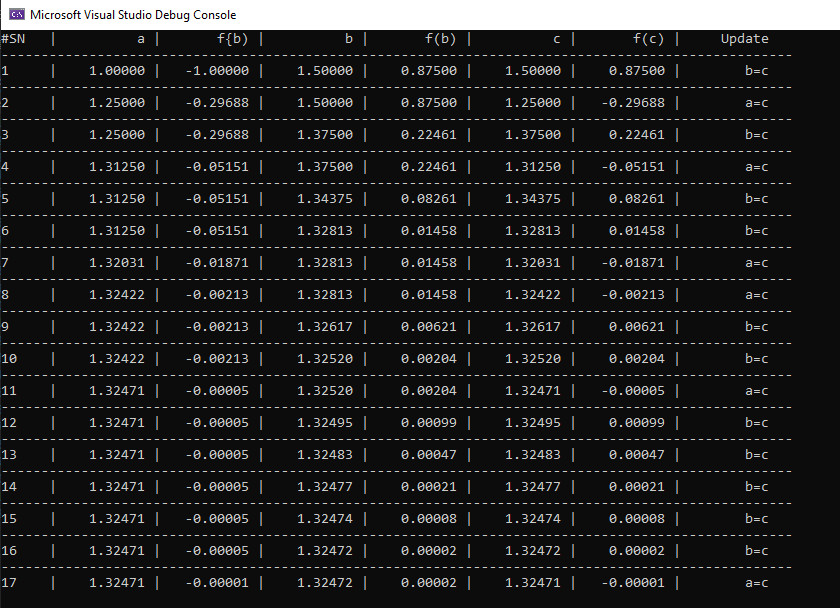 Microsoft Visual Studio Debug Console
#SN | a | f{b) | b | f(b) | c | f(c) | Update
1 | 1.00000 | -1.00000 | 1.50000 | 0.87500 | 1.50000 | 0.87500 | b=c
2 | 1.25000 | -0.29688 | 1.50000 | 0.87500 | 1.25000 | -0.29688 | a=c
3 | 1.25000 | -0.29688 | 1.37500 | 0.22461 | 1.37500 | 0.22461 | b=c
4 | 1.31250 | -0.05151 | 1.37500 | 0.22461 | 1.31250 | -0.05151 | a=c
5 | 1.31250 | -0.05151 | 1.34375 | 0.08261 | 1.34375 | 0.08261 | b=c
6 | 1.31250 | -0.05151 | 1.32813 | 0.01458 | 1.32813 | 0.01458 | b=c
7 | 1.32031 | -0.01871 | 1.32813 | 0.01458 | 1.32031 | -0.01871 | a=c
8 | 1.32422 | -0.00213 | 1.32813 | 0.01458 | 1.32422 | -0.00213 | a=c
9 | 1.32422 | -0.00213 | 1.32617 | 0.00621 | 1.32617 | 0.00621 | b=c
10 | 1.32422 | -0.00213 | 1.32520 | 0.00204 | 1.32520 | 0.00204 | b=c
11 | 1.32471 | -0.00005 | 1.32520 | 0.00204 | 1.32471 | -0.00005 | a=c
12 | 1.32471 | -0.00005 | 1.32495 | 0.00099 | 1.32495 | 0.00099 | b=c
13 | 1.32471 | -0.00005 | 1.32483 | 0.00047 | 1.32483 | 0.00047 | b=c
14 | 1.32471 | -0.00005 | 1.32477 | 0.00021 | 1.32477 | 0.00021 | b=c
15 | 1.32471 | -0.00005 | 1.32474 | 0.00008 | 1.32474 | 0.00008 | b=c
16 | 1.32471 | -0.00005 | 1.32472 | 0.00002 | 1.32472 | 0.00002 | b=c
17 | 1.32471 | -0.00001 | 1.32472 | 0.00002 | 1.32471 | -0.00001 | a=c